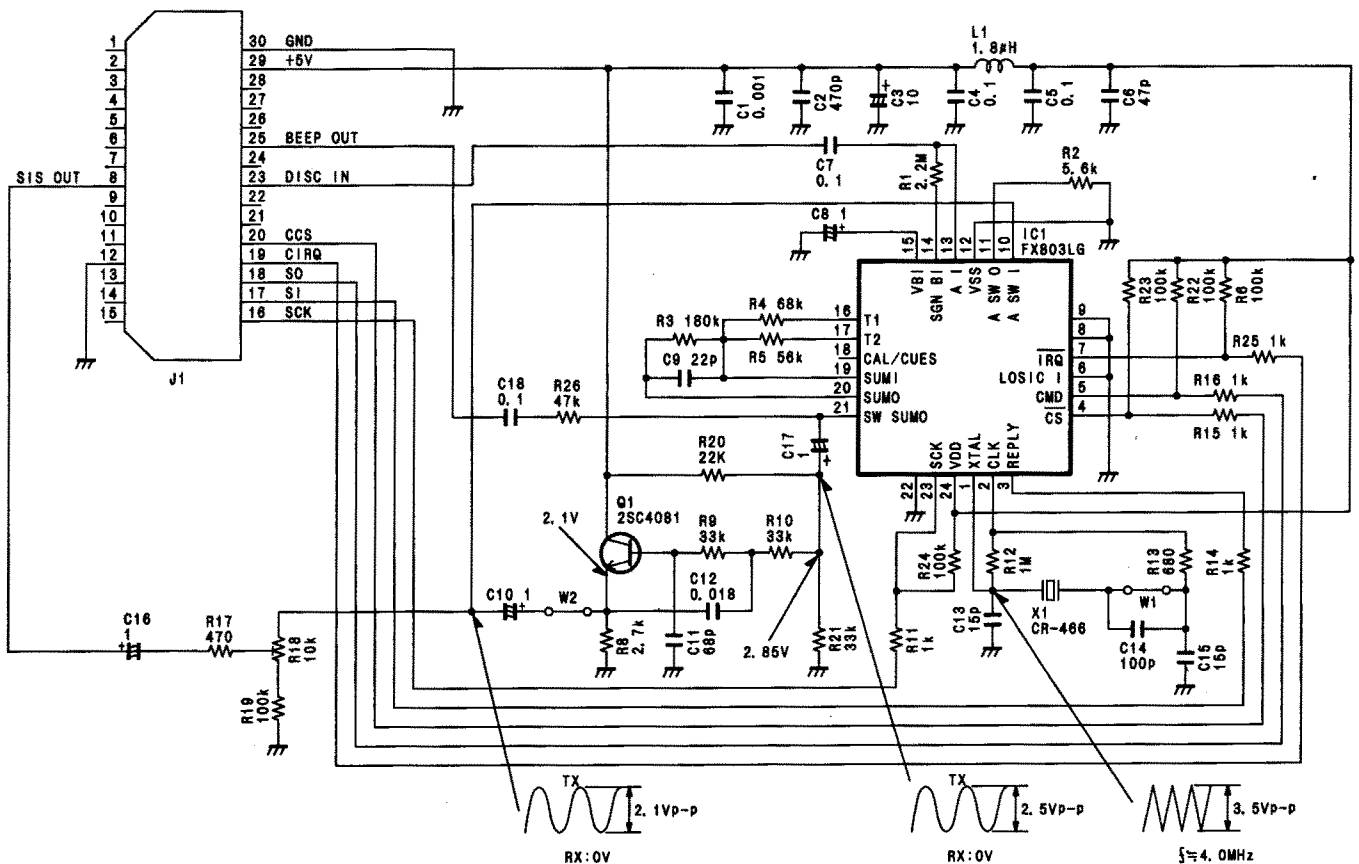 1
2
3
4
5
6
7
8
9
10
11
12
13
14
15
30 GND
29 +5V
28
27
26
25 BEEP OUT
24
23 DISC IN
22
21
20 CCS
19 CIRQ
18 SO
17 SI
16 SCK
SIS OUT
J1
L1
1.8μH
C1
0.001
C2
470p
C3
10
C4
0.1
C5
0.1
C6
47p
C7
0.1
R1
2.2M
R2
5.6k
C8 1
IC1
FX803LG
15
14
13
12
11
10
VBI
SGN BI
A I
VSS
A SW O
A SW I
16 T1
17 T2
18 CAL/CUES
19 SUMI
20 SUMO
21 SW SUMO
9
8
7 IRQ
6 LOSIC I
5 CMD
4 CS
SCK
VDD
XTAL
CLK
REPLY
22
23
24
1
2
3
R4 68k
R3 180k
R5 56k
C9 22p
R23
100k
R22
100k
R6
100k
R25 1k
R16 1k
R15 1k
C18
0.1
R26
47k
C17
1
R20
22K
Q1
2SC4081
2.1V
R9
33k
R10
33k
C12
0.018
C10 1
W2
R8
2.7k
C11
68p
2.85V
R21
33k
R11
1k
R24
100k
R12
1M
C13
15p
X1
CR-466
W1
C14
100p
R13
680
C15
15p
R14
1k
C16
1
R17
470
R18
10k
R19
100k
TX
2.1Vp-p
RX:0V
TX
2.5Vp-p
RX:0V
3.5Vp-p
f≒4.0MHz